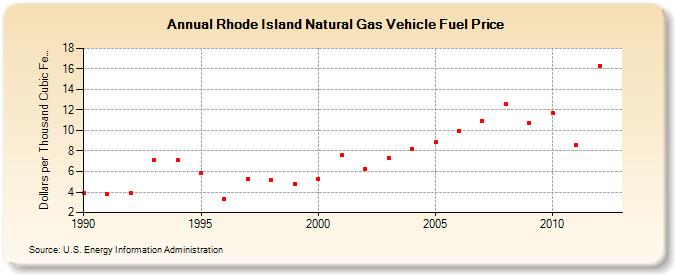 Annual Rhode Island Natural Gas Vehicle Fuel Price
Dollars per Thousand Cubic Fe...
18
16
14
12
10
8
6
4
2
1990 1995 2000 2005 2010
Source: U.S. Energy Information Administration